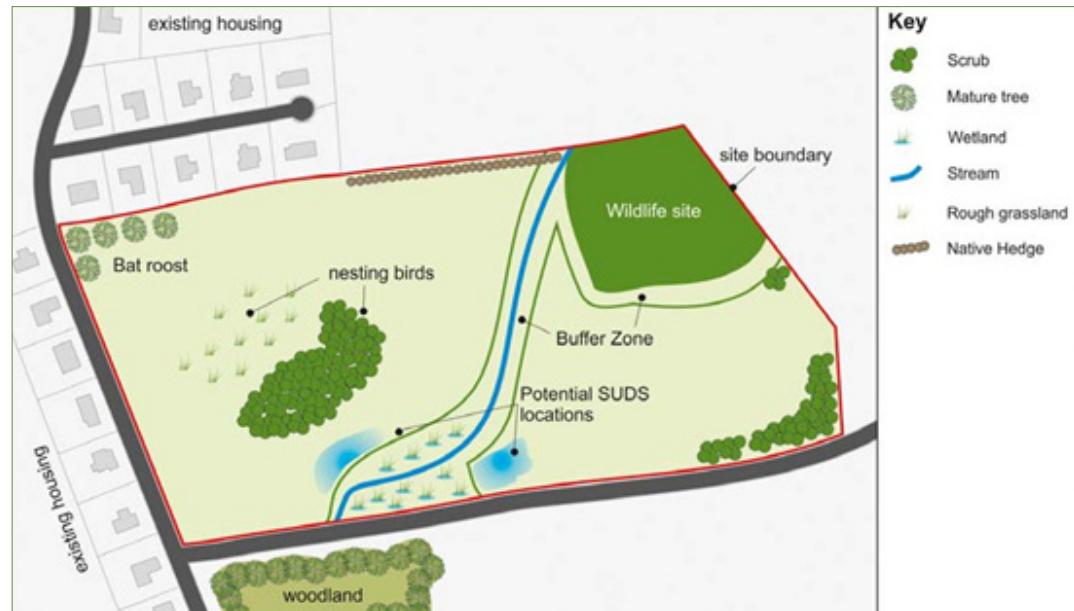 existing housing
Key
Scrub
Mature tree
Wetland
Stream
Rough grassland
Native Hedge
site boundary
Wildlife site
Bat roost
nesting birds
Buffer Zone
Potential SUDS
locations
existing housing
woodland